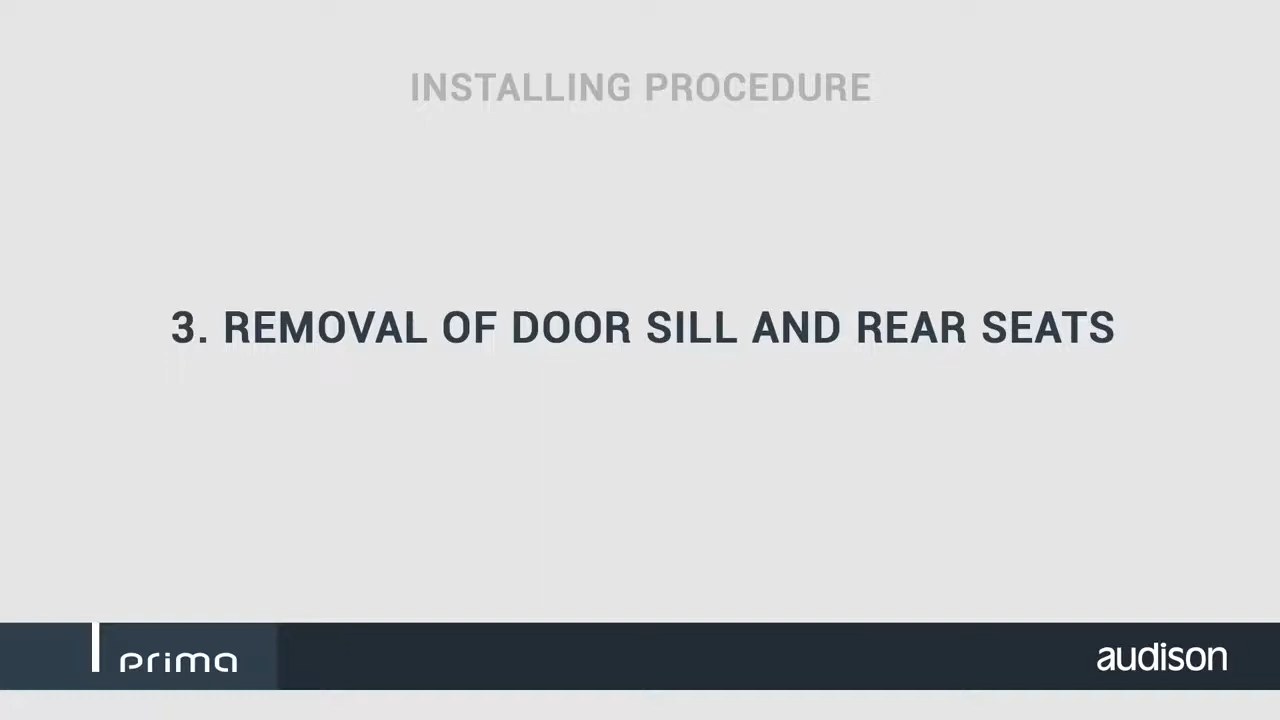 INSTALLING PROCEDURE
3. REMOVAL OF DOOR SILL AND REAR SEATS
prima
audison